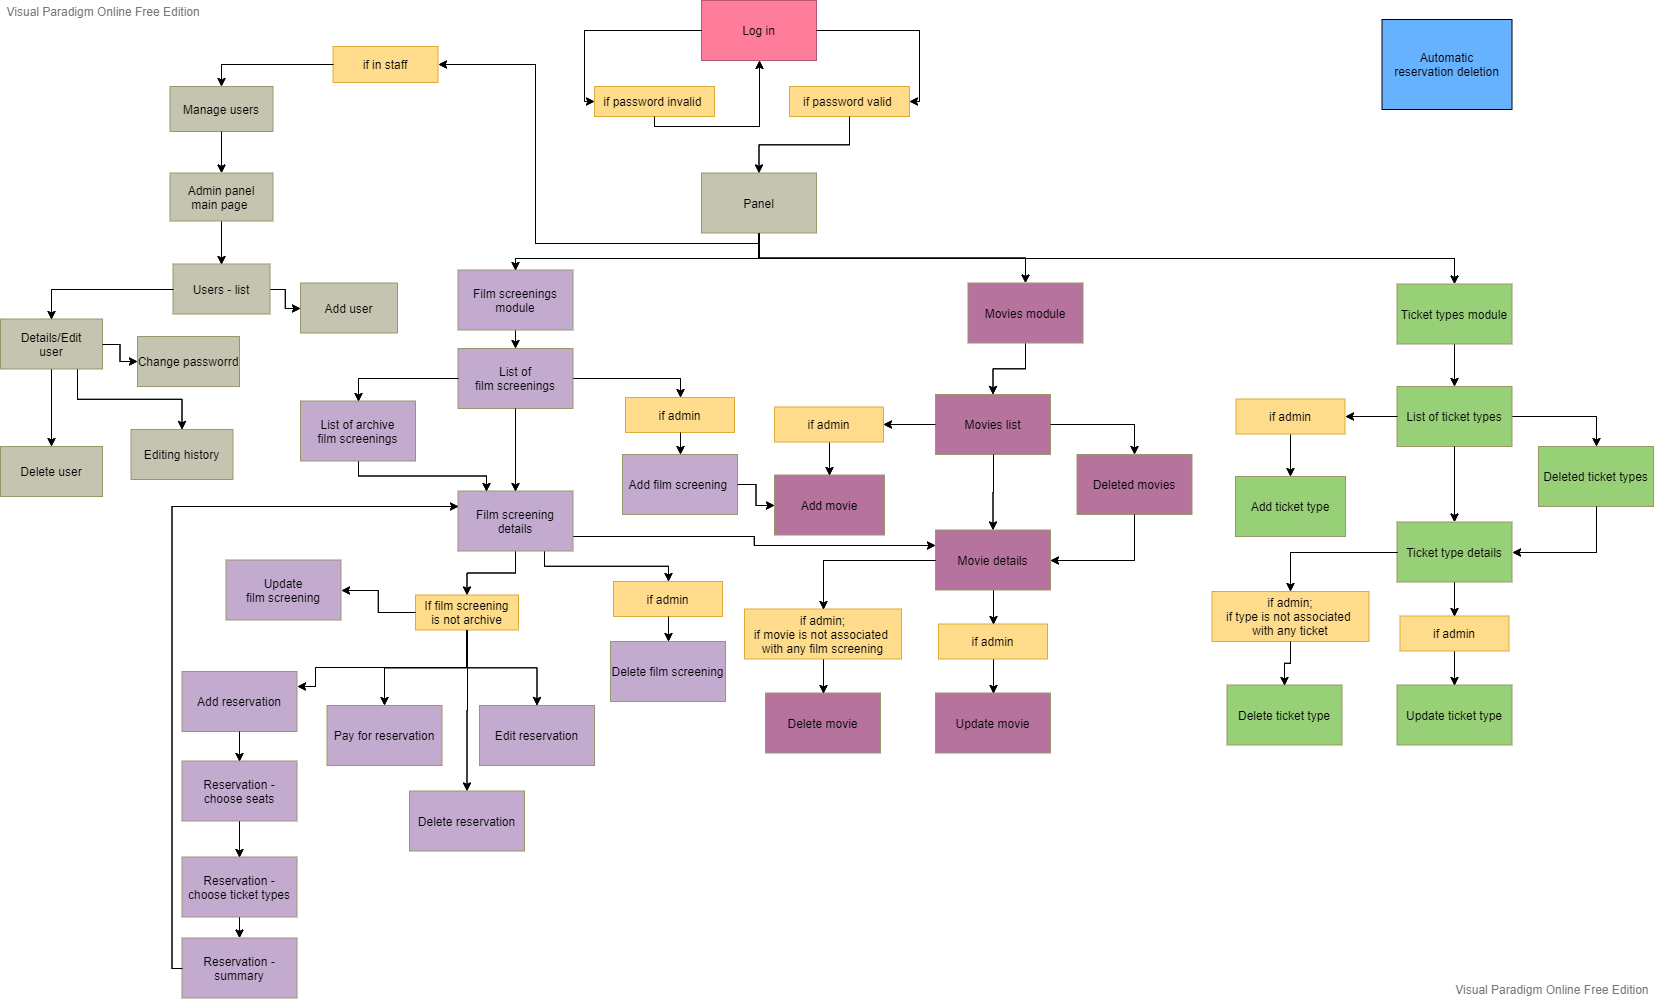 Visual Paradigm Online Free Edition
Log in
Automatic
reservation deletion
if in staff
if password invalid
if password valid
Manage users
Admin panel
main page
Panel
Users - list
Add user
Film screenings
module
Movies module
Ticket types module
Details/Edit
user
Change passworrd
List of
film screenings
List of archive
film screenings
if admin
if admin
Movies list
if admin
List of ticket types
Delete user
Editing history
Add film screening
Add movie
Deleted movies
Add ticket type
Deleted ticket types
Film screening
details
Movie details
Ticket type details
Update
film screening
If film screening
is not archive
if admin
if admin;
if movie is not associated
with any film screening
if admin
if admin;
if type is not associated
with any ticket
if admin
Delete film screening
Add reservation
Pay for reservation
Edit reservation
Delete movie
Update movie
Delete ticket type
Update ticket type
Reservation -
choose seats
Delete reservation
Reservation -
choose ticket types
Reservation -
summary
Visual Paradigm Online Free Edition